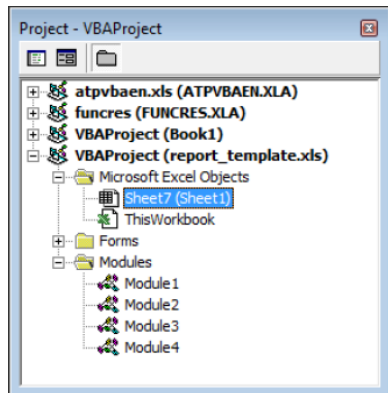 Project - VBAProject
atpvbaen.xls (ATPVBAEN.XLA)
funcres (FUNCRES.XLA)
VBAProject (Book1)
VBAProject (report_template.xls)
Microsoft Excel Objects
Sheet7 (Sheet1)
ThisWorkbook
Forms
Modules
Module1
Module2
Module3
Module4